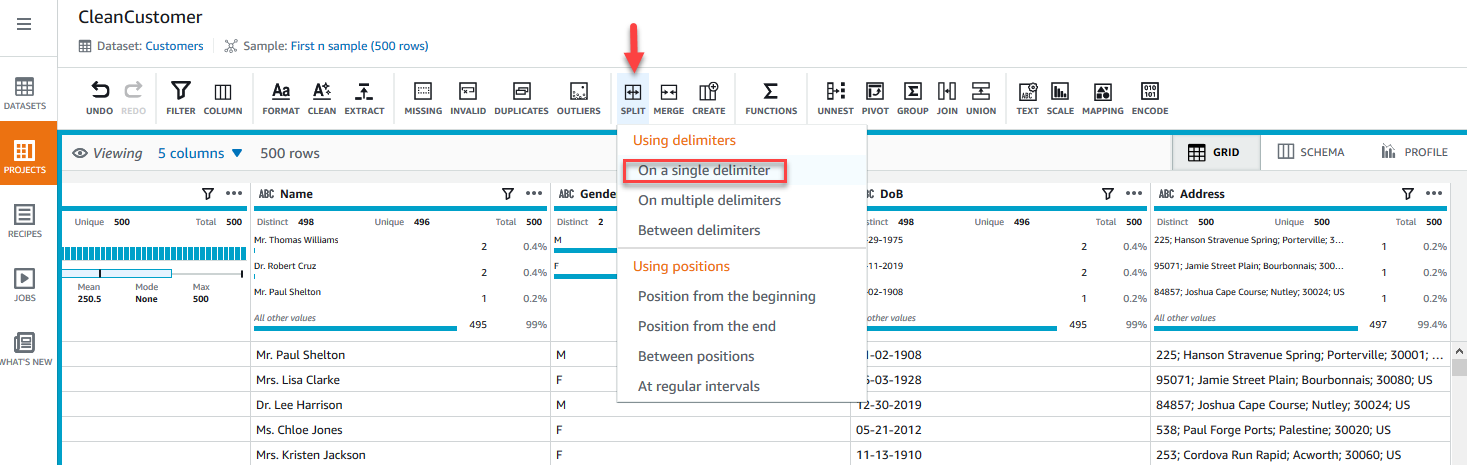 CleanCustomer
Dataset: Customers Sample: First n sample (500 rows)
UNDO REDO FILTER COLUMN FORMAT CLEAN EXTRACT MISSING INVALID DUPLICATES OUTLIERS SPLIT MERGE CREATE FUNCTIONS UNNEST PIVOT GROUP JOIN UNION TEXT SCALE MAPPING ENCODE
DATASETS
PROJECTS
RECIPES
JOBS
WHAT'S NEW
Viewing 5 columns 500 rows
GRID SCHEMA PROFILE
Using delimiters
On a single delimiter
On multiple delimiters
Between delimiters
Using positions
Position from the beginning
Position from the end
Between positions
At regular intervals
Unique 500 Total 500
Mean Mode Max
250.5 None 500
ABC Name
Distinct 498 Unique 496 Total 500
Mr. Thomas Williams 2 0.4%
Dr. Robert Cruz 2 0.4%
Mr. Paul Shelton 1 0.2%
All other values 495 99%
Mr. Paul Shelton
Mrs. Lisa Clarke
Dr. Lee Harrison
Ms. Chloe Jones
Mrs. Kristen Jackson
ABC Gende
Distinct 2
M
F
M
F
M
F
F
DoB
Distinct 498 Unique 496 Total 500
-29-1975 2 0.4%
-11-2019 2 0.4%
-02-1908 1 0.2%
495 99%
1-02-1908
-03-1928
12-30-2019
05-21-2012
11-13-1910
ABC Address
Distinct 500 Unique 500 Total 500
225; Hanson Stravenue Spring; Porterville; 3... 1 0.2%
95071; Jamie Street Plain; Bourbonnais; 300... 1 0.2%
84857; Joshua Cape Course; Nutley; 30024; US 1 0.2%
All other values 497 99.4%
225; Hanson Stravenue Spring; Porterville; 30001; ...
95071; Jamie Street Plain; Bourbonnais; 30080; US
84857; Joshua Cape Course; Nutley; 30024; US
538; Paul Forge Ports; Palestine; 30020; US
253; Cordova Run Rapid; Acworth; 30060; US